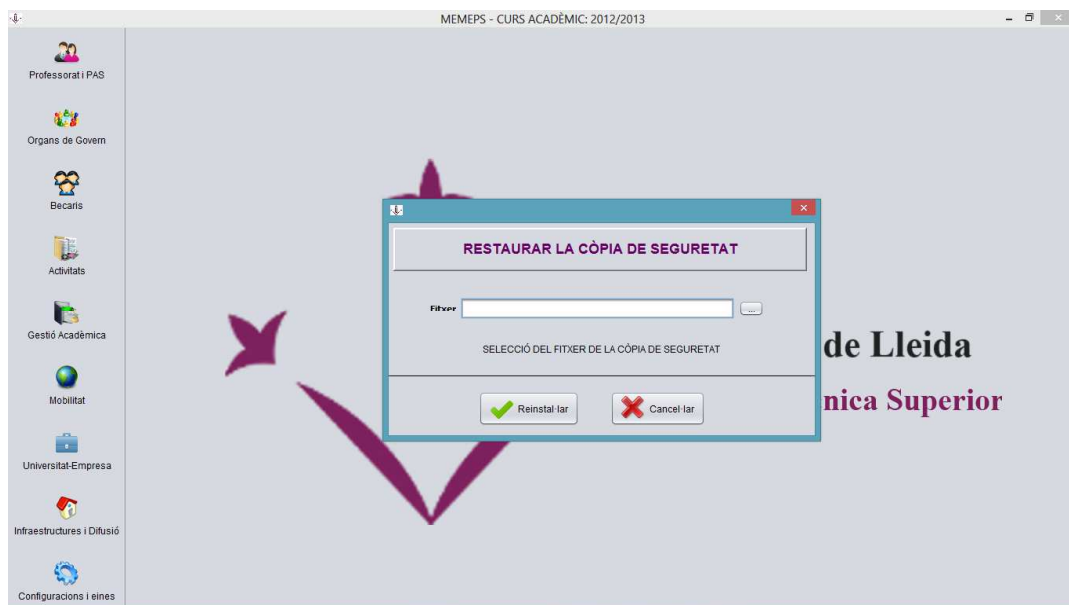 MEMEPS - CURS ACADÈMIC: 2012/2013
Professorat i PAS
Organs de Govern
Becaris
Activitats
Gestió Acadèmica
Mobilitat
Universitat-Empresa
Infraestructures i Difusió
Configuracions i eines
RESTAURAR LA CÒPIA DE SEGURETAT
Fitxer
...
SELECCIÓ DEL FITXER DE LA CÒPIA DE SEGURETAT
Reinstal·lar
Cancel·lar
de Lleida
nica Superior